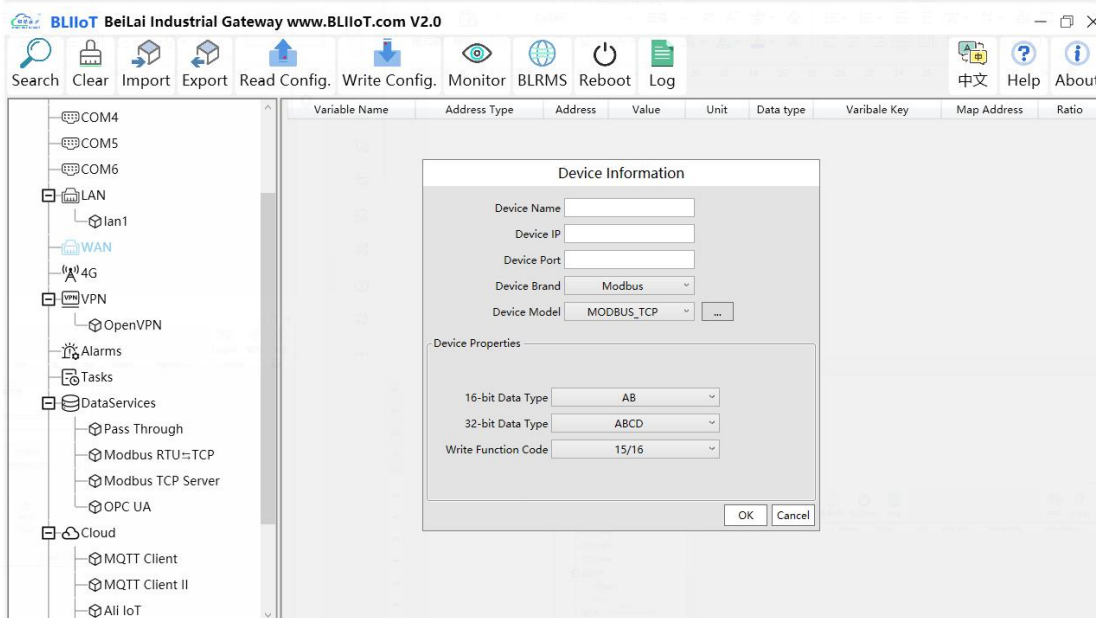 BLIIoT BeiLai Industrial Gateway www.BLIIoT.com V2.0
Search Clear Import Export Read Config. Write Config. Monitor BLRMS Reboot Log 中文 Help About
Variable Name Address Type Address Value Unit Data type Varibale Key Map Address Ratio
COM4
COM5
COM6
LAN
lan1
WAN
4G
VPN VPN
OpenVPN
Alarms
Tasks
DataServices
Pass Through
Modbus RTU⇆TCP
Modbus TCP Server
OPC UA
Cloud
MQTT Client
MQTT Client II
Ali IoT
Device Information
Device Name
Device IP
Device Port
Device Brand Modbus
Device Model MODBUS_TCP ...
Device Properties
16-bit Data Type AB
32-bit Data Type ABCD
Write Function Code 15/16
OK Cancel